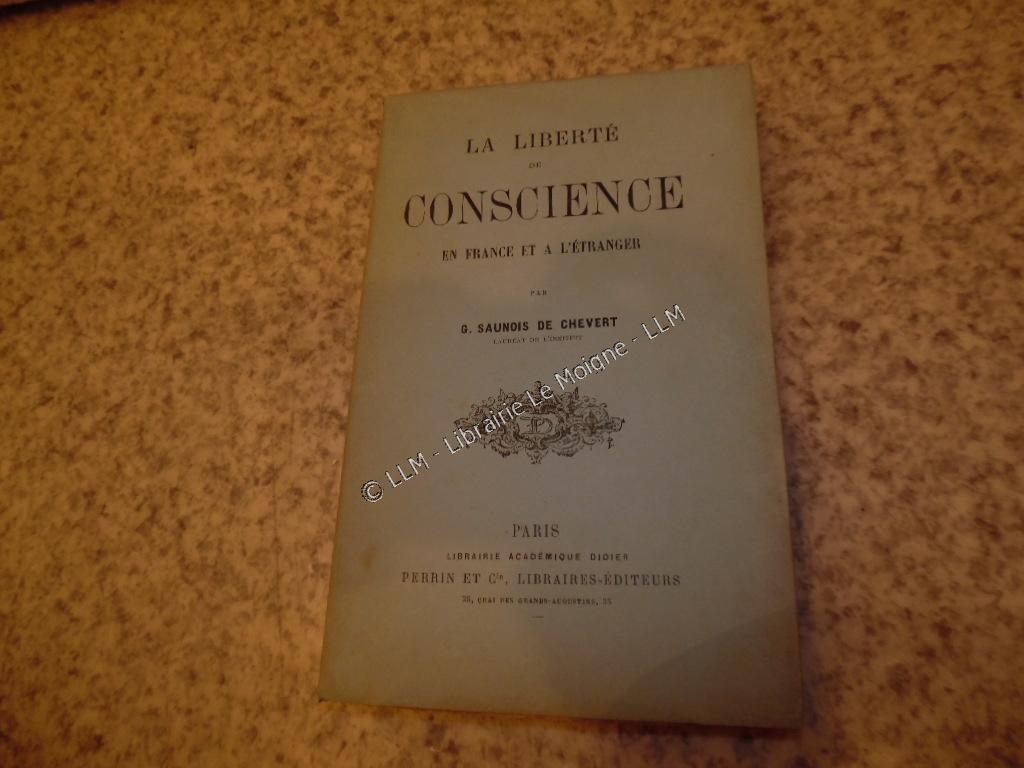 LA LIBERTÉ
DE
CONSCIENCE
EN FRANCE ET A L'ÉTRANGER
PAR
G. SAUNOIS DE CHEVERT
LAURÉAT DE L'INSTITUT
© LLM - Librairie Le Moigne - LLM
PARIS
LIBRAIRIE ACADÉMIQUE DIDIER
PERRIN ET Cie, LIBRAIRES-ÉDITEURS
35, QUAI DES GRANDS-AUGUSTINS, 35